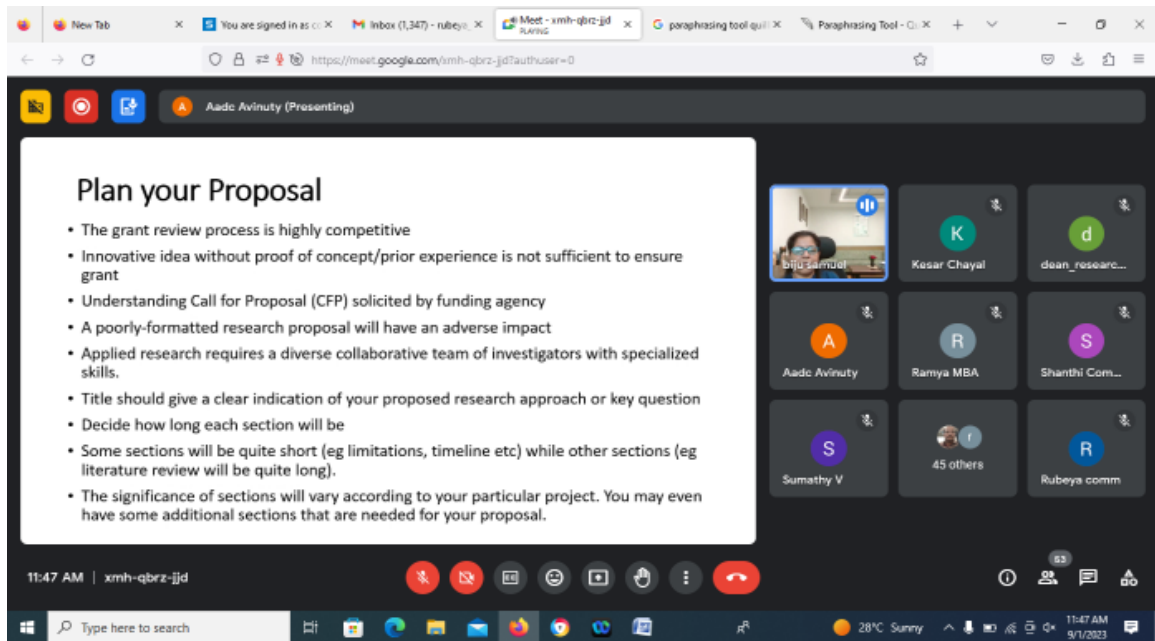 New Tab
You are signed in as cc
Inbox (1,347) - rubeya_
Meet - xmh-qbrz-jjd
PLAYING
paraphrasing tool quil
Paraphrasing Tool - Qu
https://meet.google.com/xmh-qbrz-jjd?authuser=0
A
Aadc Avinuty (Presenting)
Plan your Proposal
• The grant review process is highly competitive
• Innovative idea without proof of concept/prior experience is not sufficient to ensure
grant
• Understanding Call for Proposal (CFP) solicited by funding agency
• A poorly-formatted research proposal will have an adverse impact
• Applied research requires a diverse collaborative team of investigators with specialized
skills.
• Title should give a clear indication of your proposed research approach or key question
• Decide how long each section will be
• Some sections will be quite short (eg limitations, timeline etc) while other sections (eg
literature review will be quite long).
• The significance of sections will vary according to your particular project. You may even
have some additional sections that are needed for your proposal.
biju samuel
K
Kesar Chayal
d
dean_researc...
A
Aadc Avinuty
R
Ramya MBA
S
Shanthi Com...
S
Sumathy V
r
45 others
R
Rubeya comm
11:47 AM | xmh-qbrz-jjd
53
Type here to search
28°C Sunny
11:47 AM
9/1/2023